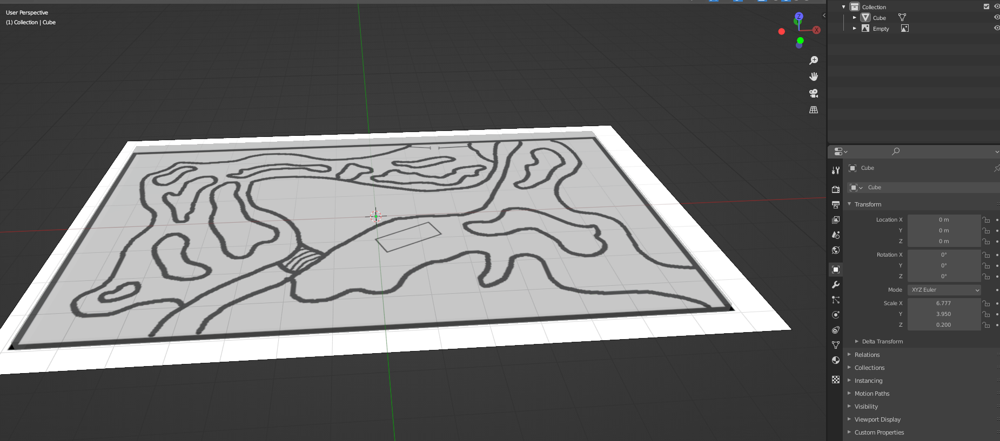 User Perspective
(1) Collection | Cube
Z
X
Collection
Cube
Empty
Cube
Cube
Transform
Location X 0 m
Y 0 m
Z 0 m
Rotation X 0°
Y 0°
Z 0°
Mode XYZ Euler
Scale X 6.777
Y 3.950
Z 0.200
Delta Transform
Relations
Collections
Instancing
Motion Paths
Visibility
Viewport Display
Custom Properties